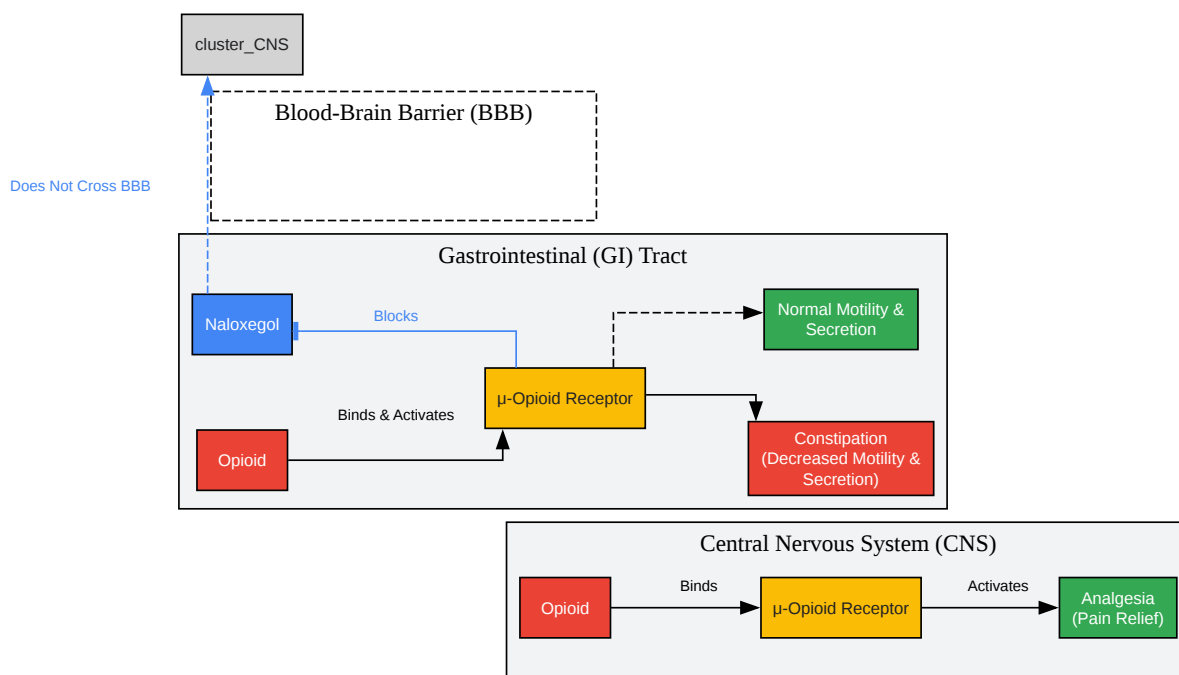 cluster_CNS
Blood-Brain Barrier (BBB)
Does Not Cross BBB
Gastrointestinal (GI) Tract
Naloxegol
Blocks
Normal Motility &
Secretion
μ-Opioid Receptor
Binds & Activates
Opioid
Constipation
(Decreased Motility &
Secretion)
Central Nervous System (CNS)
Opioid
Binds
μ-Opioid Receptor
Activates
Analgesia
(Pain Relief)